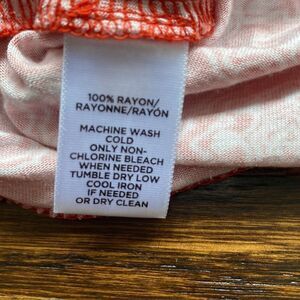 100% RAYON/
RAYONNE/RAYÓN
MACHINE WASH
COLD
ONLY NON-
CHLORINE BLEACH
WHEN NEEDED
TUMBLE DRY LOW
COOL IRON
IF NEEDED
OR DRY CLEAN